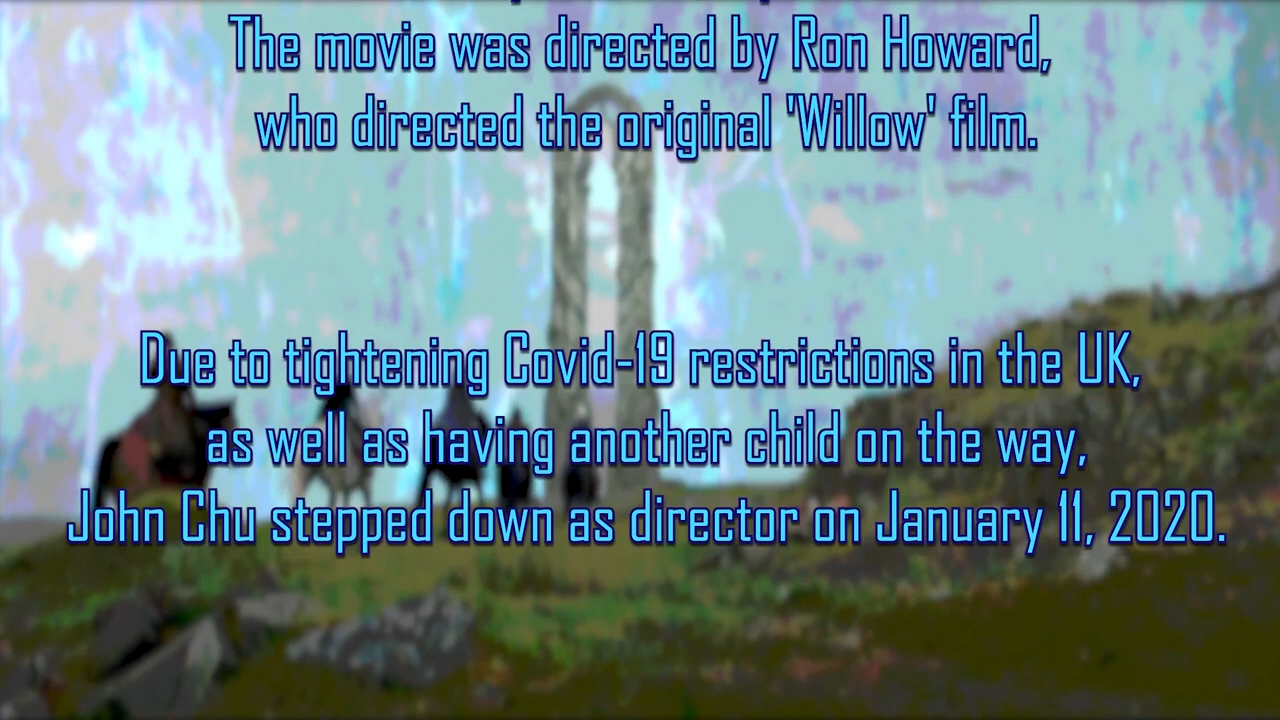 The movie was directed by Ron Howard,
who directed the original 'Willow' film.
Due to tightening Covid-19 restrictions in the UK,
as well as having another child on the way,
John Chu stepped down as director on January 11, 2020.